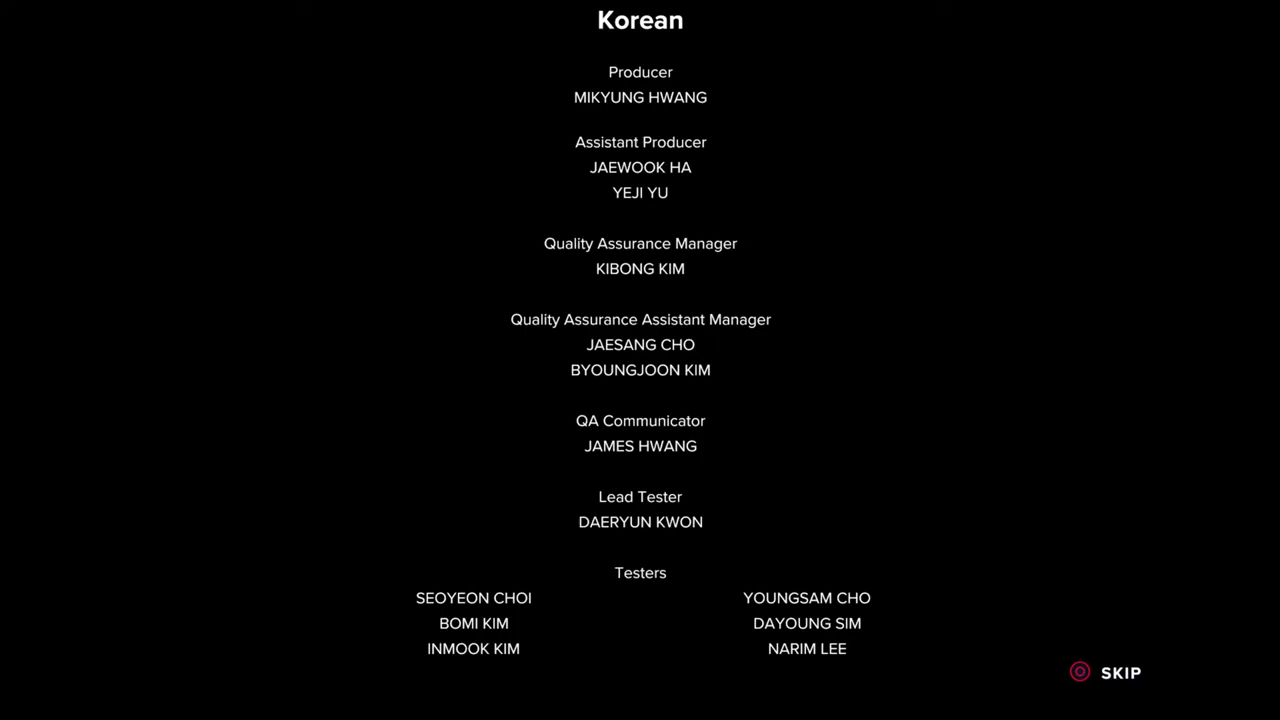 Korean
Producer
MIKYUNG HWANG
Assistant Producer
JAEWOOK HA
YEJI YU
Quality Assurance Manager
KIBONG KIM
Quality Assurance Assistant Manager
JAESANG CHO
BYOUNGJOON KIM
QA Communicator
JAMES HWANG
Lead Tester
DAERYUN KWON
Testers
SEOYEON CHOI YOUNGSAM CHO
BOMI KIM DAYOUNG SIM
INMOOK KIM NARIM LEE
SKIP